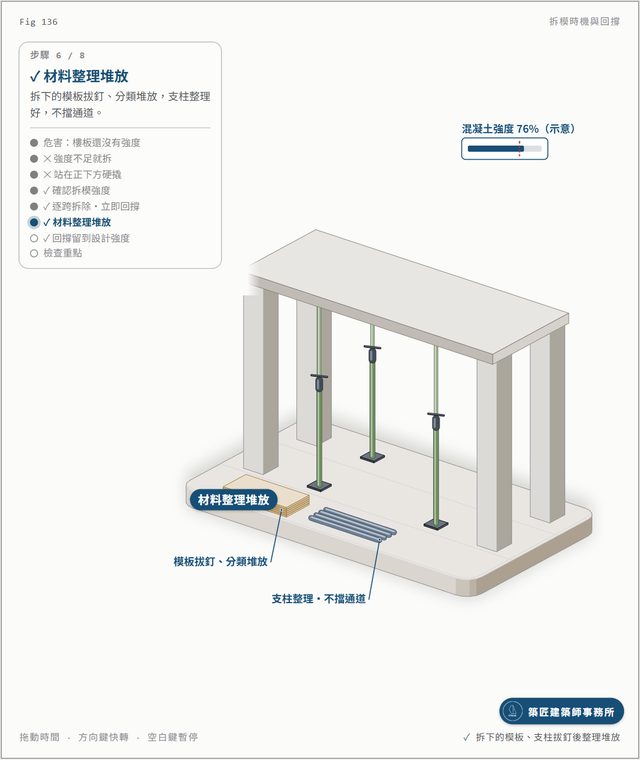 Fig 136
拆模時機與回撐
步驟 6 / 8
✓ 材料整理堆放
拆下的模板拔釘、分類堆放，支柱整理
好，不擋通道。
危害：樓板還沒有強度
✕ 強度不足就拆
✕ 站在正下方硬撬
✓ 確認拆模強度
✓ 逐跨拆除・立即回撐
✓ 材料整理堆放
✓ 回撐留到設計強度
檢查重點
混凝土強度 76%（示意）
材料整理堆放
模板拔釘、分類堆放
支柱整理・不擋通道
築匠建築師事務所
拖動時間 · 方向鍵快轉 · 空白鍵暫停
✓ 拆下的模板、支柱拔釘後整理堆放